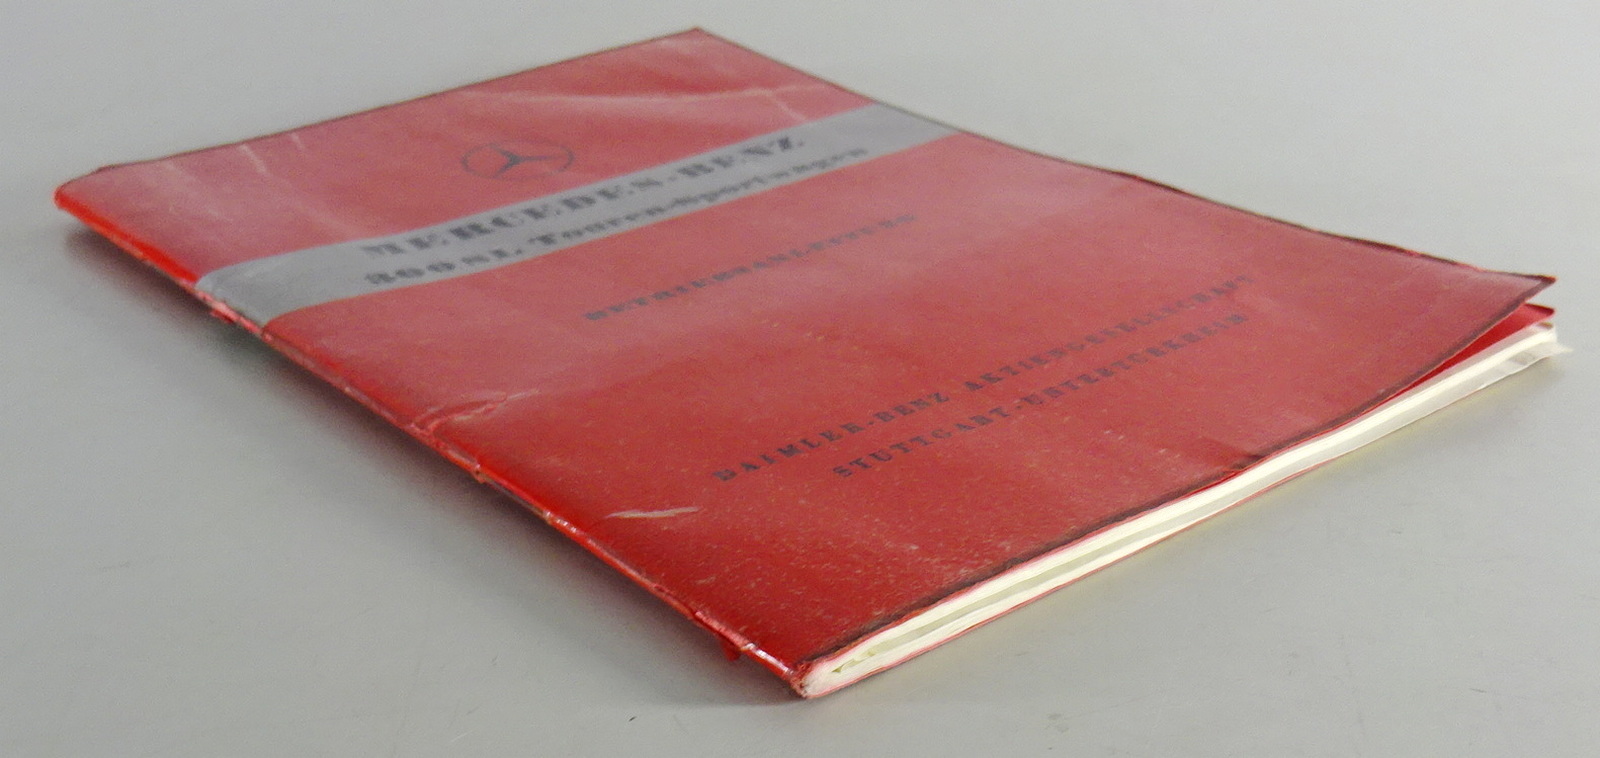 MERCEDES-BENZ
300 SL Touren-Sportwagen
BETRIEBSANLEITUNG
DAIMLER-BENZ AKTIENGESELLSCHAFT
STUTTGART-UNTERTÜRKHEIM